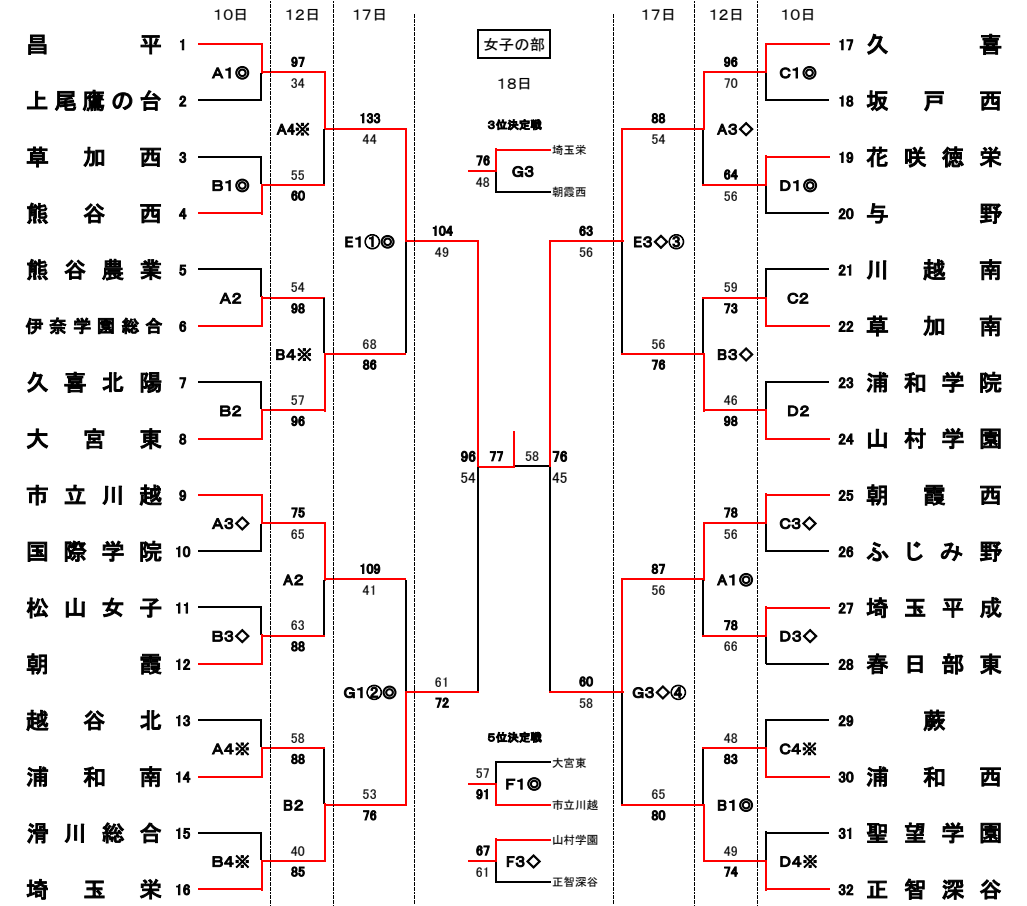 10日 12日 17日 17日 12日 10日
女子の部
18日
昌平 1
A1◎
上尾鷹の台 2
97
34
A4※
草加西 3
B1◎
熊谷西 4
55
60
133
44
E1①◎
熊谷農業 5
A2
伊奈学園総合 6
54
98
B4※
久喜北陽 7
B2
大宮東 8
57
96
68
86
104
49
市立川越 9
A3◇
国際学院 10
75
65
A2
松山女子 11
B3◇
朝霞 12
63
88
109
41
G1②◎
越谷北 13
A4※
浦和南 14
58
88
B2
滑川総合 15
B4※
埼玉栄 16
40
85
53
76
61
72
96 77 58 76
54 45
3位決定戦
埼玉栄
76
G3
48
朝霞西
5位決定戦
大宮東
57
F1◎
91
市立川越
山村学園
67
F3◇
61
正智深谷
17 久喜
C1◎
18 坂戸西
96
70
A3◇
19 花咲徳栄
D1◎
20 与野
64
56
88
54
E3◇③
21 川越南
C2
22 草加南
59
73
B3◇
23 浦和学院
D2
24 山村学園
46
98
56
76
63
56
25 朝霞西
C3◇
26 ふじみ野
78
56
A1◎
27 埼玉平成
D3◇
28 春日部東
78
66
87
56
G3◇④
29 蕨
C4※
30 浦和西
48
83
B1◎
31 聖望学園
D4※
32 正智深谷
49
74
65
80
60
58